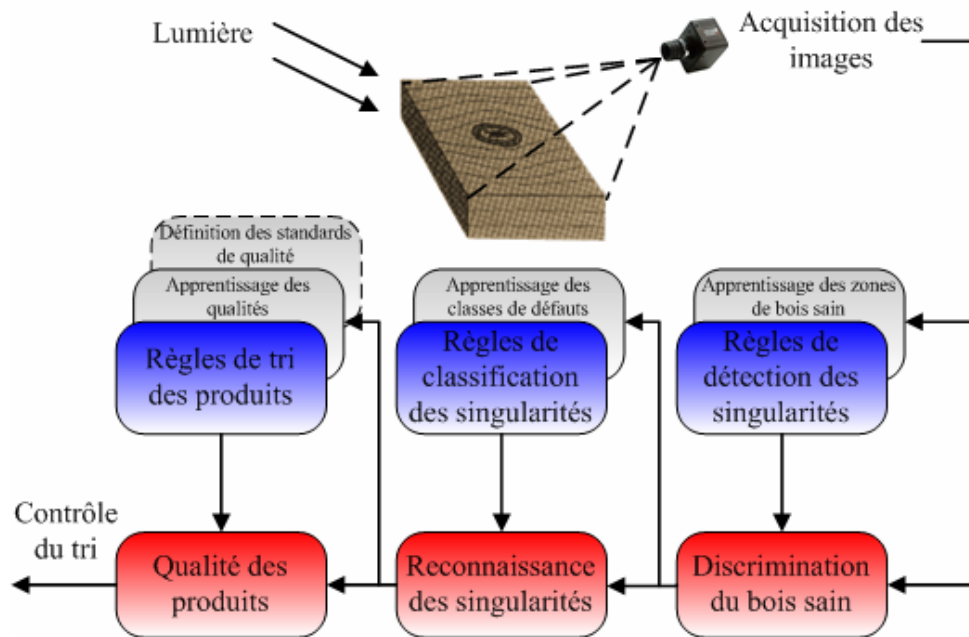 Lumière
Acquisition des
images
Définition des standards
de qualité
Apprentissage des
qualités
Règles de tri
des produits
Apprentissage des
classes de défauts
Règles de
classification
des singularités
Apprentissage des zones
de bois sain
Règles de
détection des
singularités
Contrôle
du tri
Qualité des
produits
Reconnaissance
des singularités
Discrimination
du bois sain